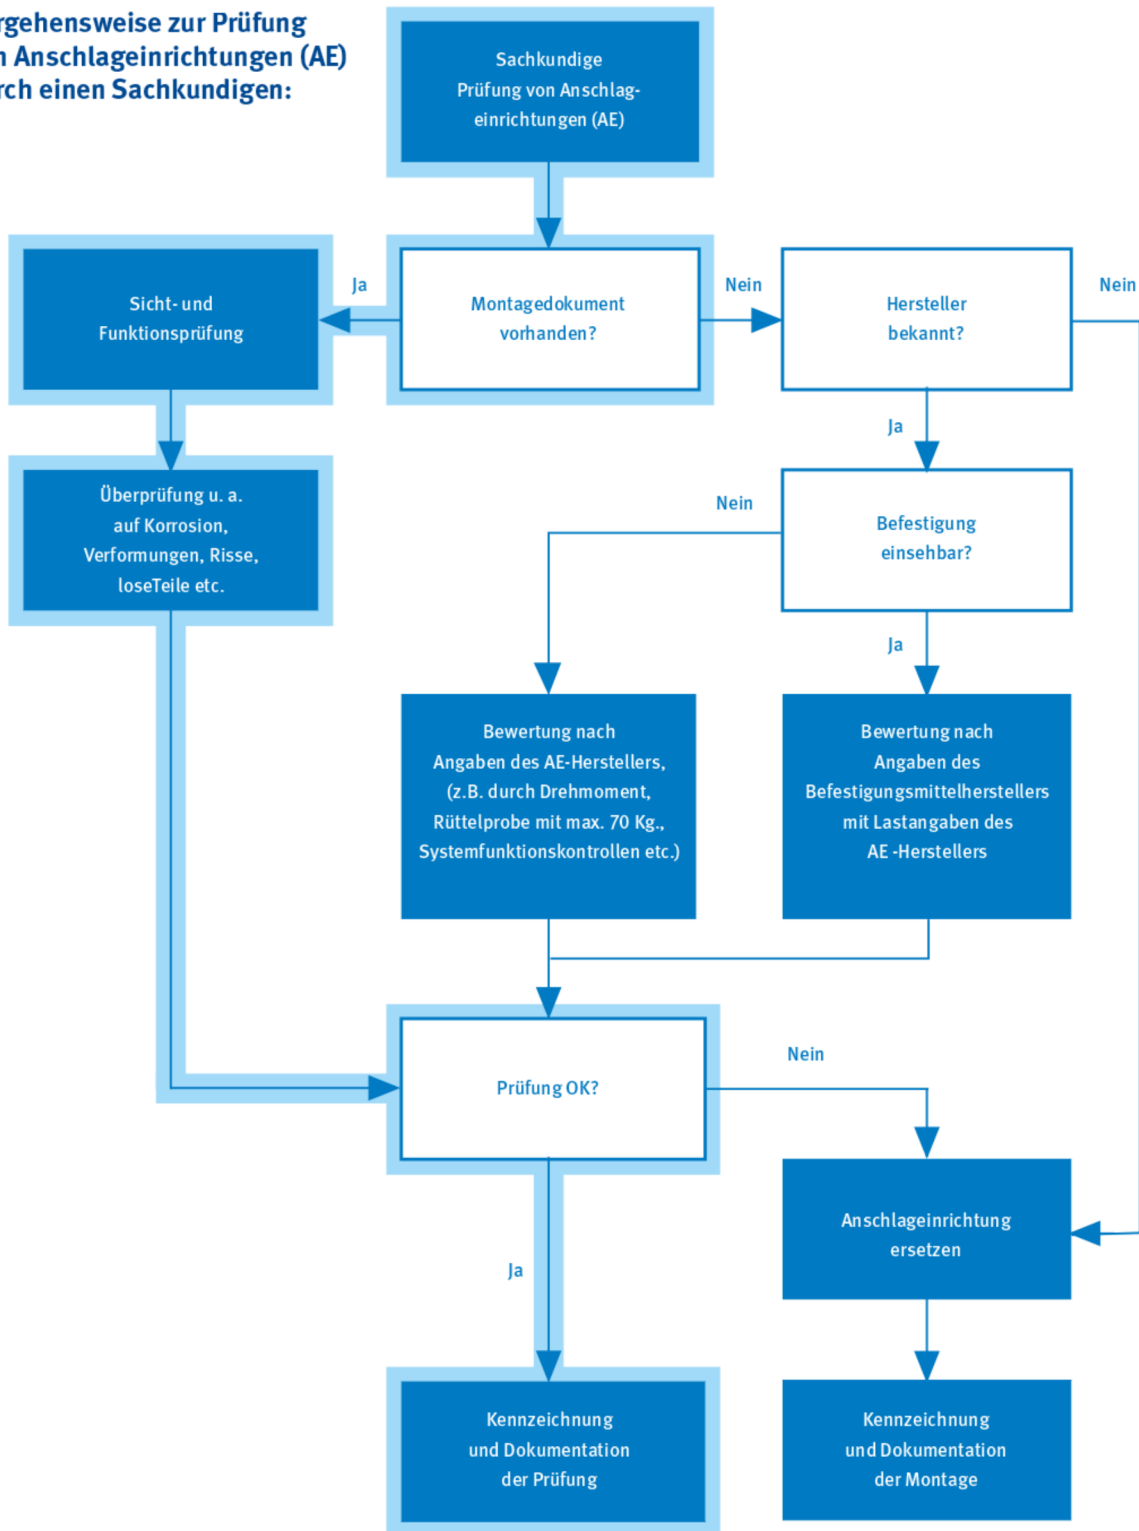 rgehensweise zur Prüfung
n Anschlageinrichtungen (AE)
rch einen Sachkundigen:
Sachkundige
Prüfung von Anschlag-
einrichtungen (AE)
Sicht- und
Funktionsprüfung
Ja
Montagedokument
vorhanden?
Nein
Hersteller
bekannt?
Nein
Ja
Überprüfung u. a.
auf Korrosion,
Verformungen, Risse,
loseTeile etc.
Nein
Befestigung
einsehbar?
Ja
Bewertung nach
Angaben des AE-Herstellers,
(z.B. durch Drehmoment,
Rüttelprobe mit max. 70 Kg.,
Systemfunktionskontrollen etc.)
Bewertung nach
Angaben des
Befestigungsmittelherstellers
mit Lastangaben des
AE -Herstellers
Prüfung OK?
Nein
Anschlageinrichtung
ersetzen
Ja
Kennzeichnung
und Dokumentation
der Prüfung
Kennzeichnung
und Dokumentation
der Montage